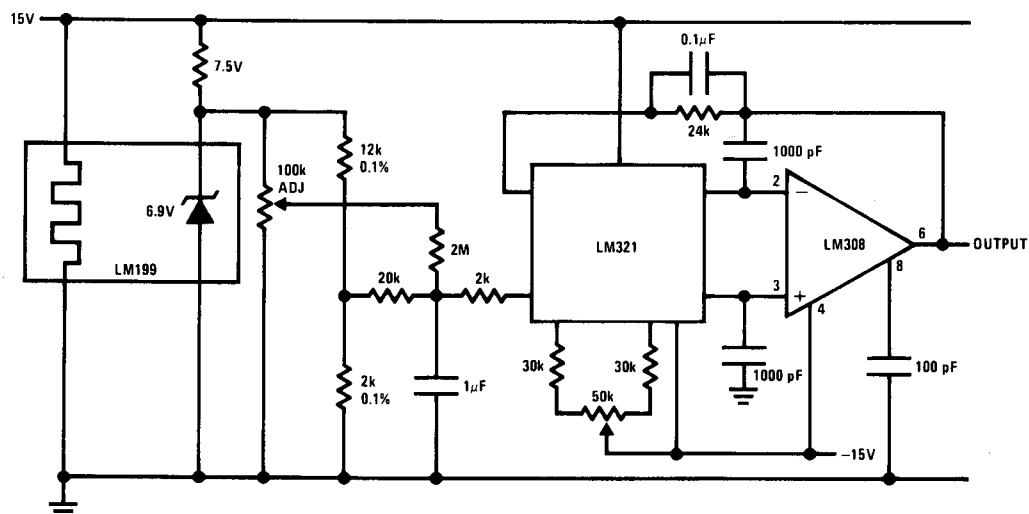 15V
7.5V
0.1μF
24k
12k
0.1%
1000 pF
100k
ADJ
6.9V
2
−
6
LM321
LM308
OUTPUT
LM199
2M
8
20k
2k
3
+
4
30k
30k
1000 pF
100 pF
2k
0.1%
1μF
50k
−15V